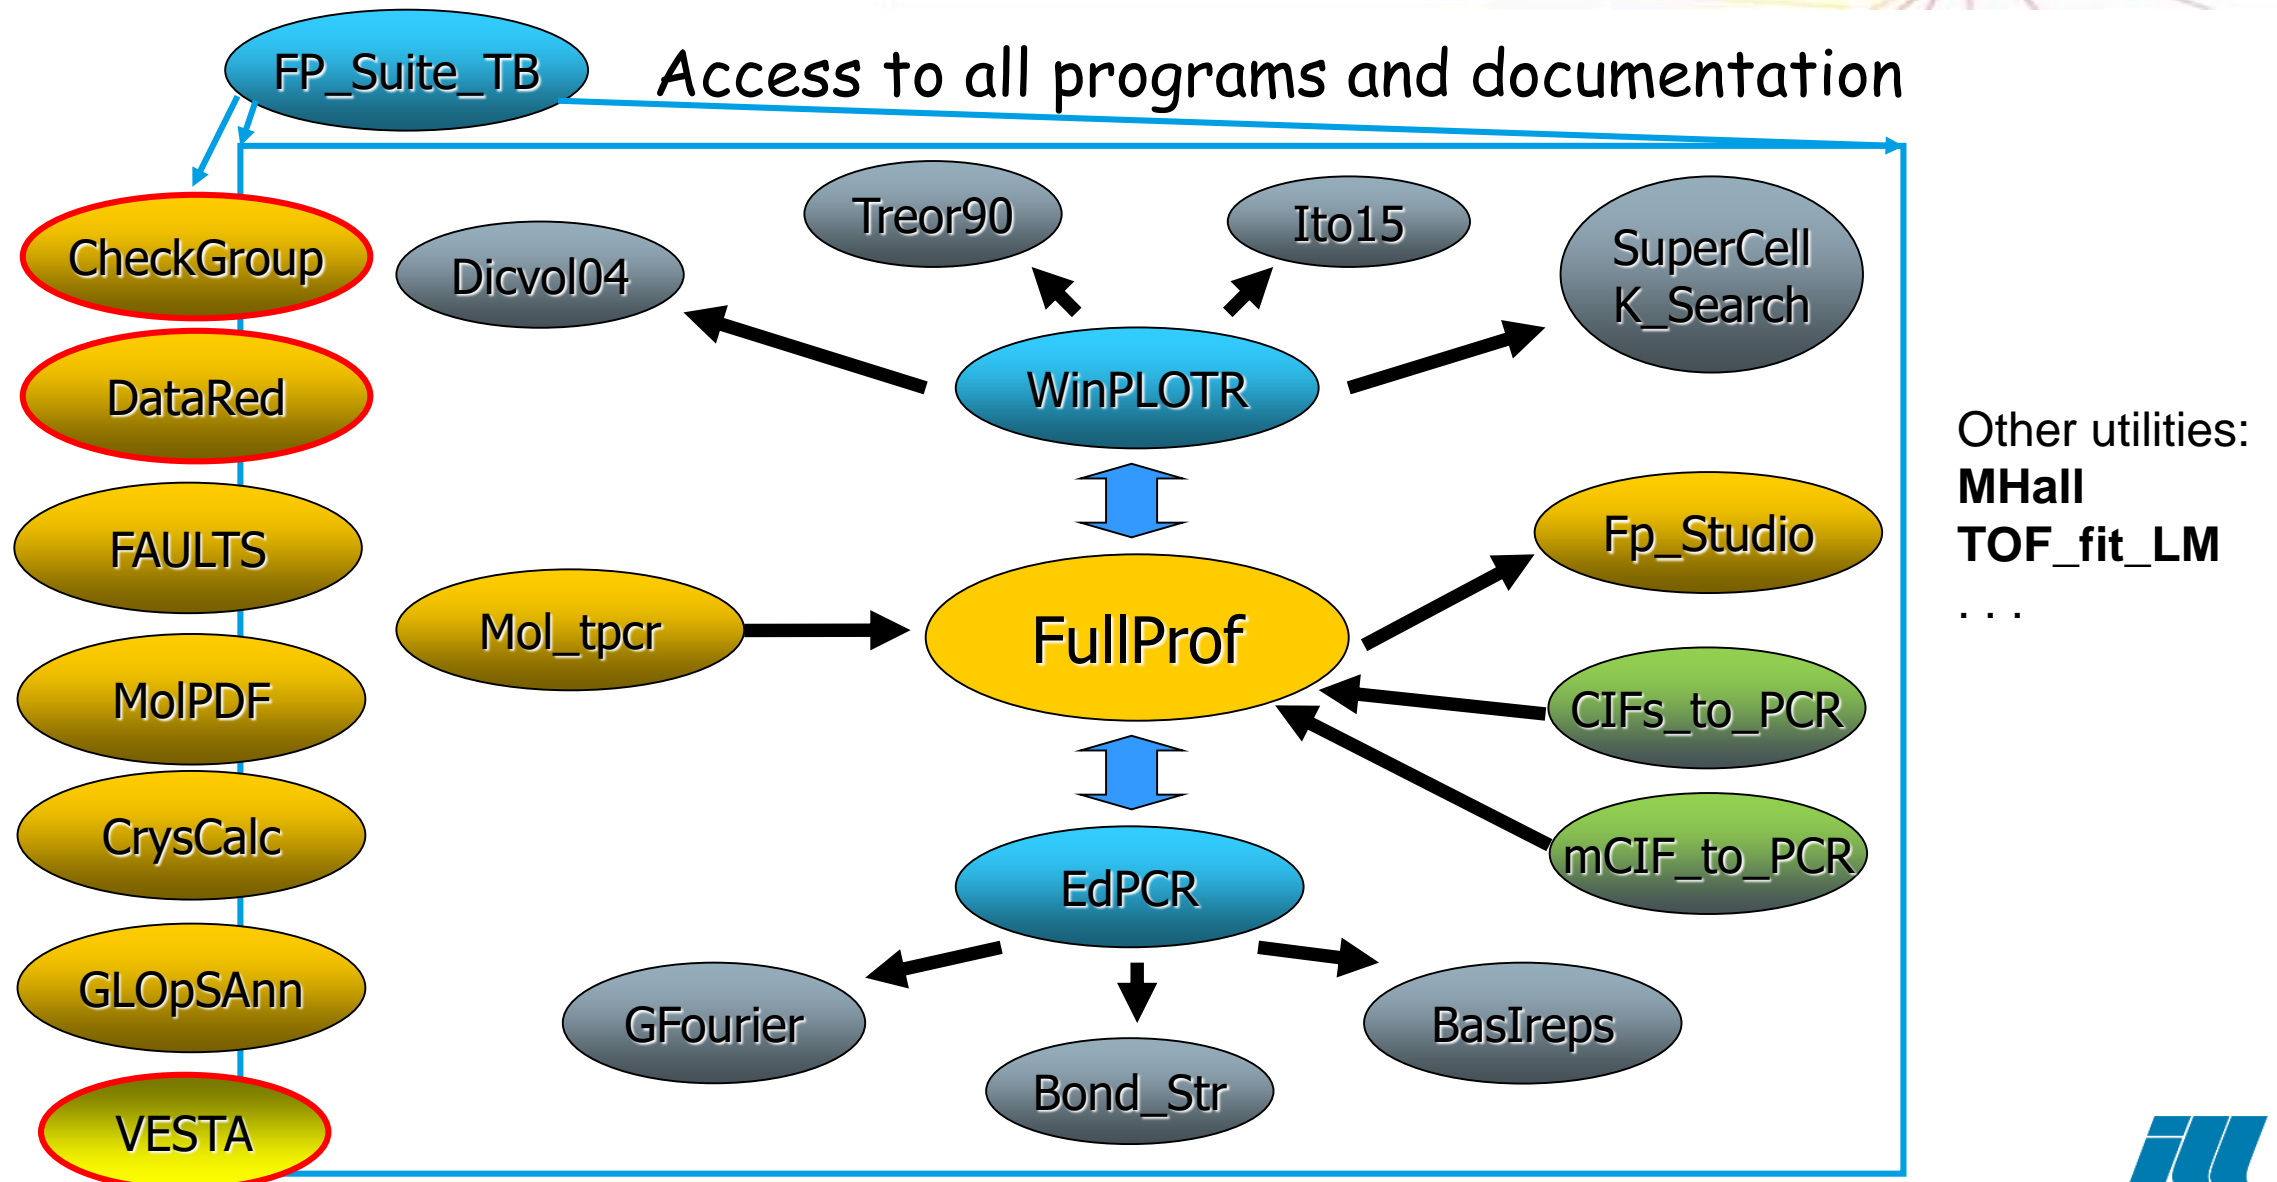 FP_Suite_TB
Access to all programs and documentation
CheckGroup
DataRed
FAULTS
MolPDF
CrysCalc
GLOpSAnn
VESTA
Dicvol04
Treor90
Ito15
SuperCell
K_Search
WinPLOTR
Mol_tpcr
FullProf
Fp_Studio
CIFs_to_PCR
mCIF_to_PCR
EdPCR
GFourier
Bond_Str
BasIreps
Other utilities:
MHall
TOF_fit_LM
. . .
ill